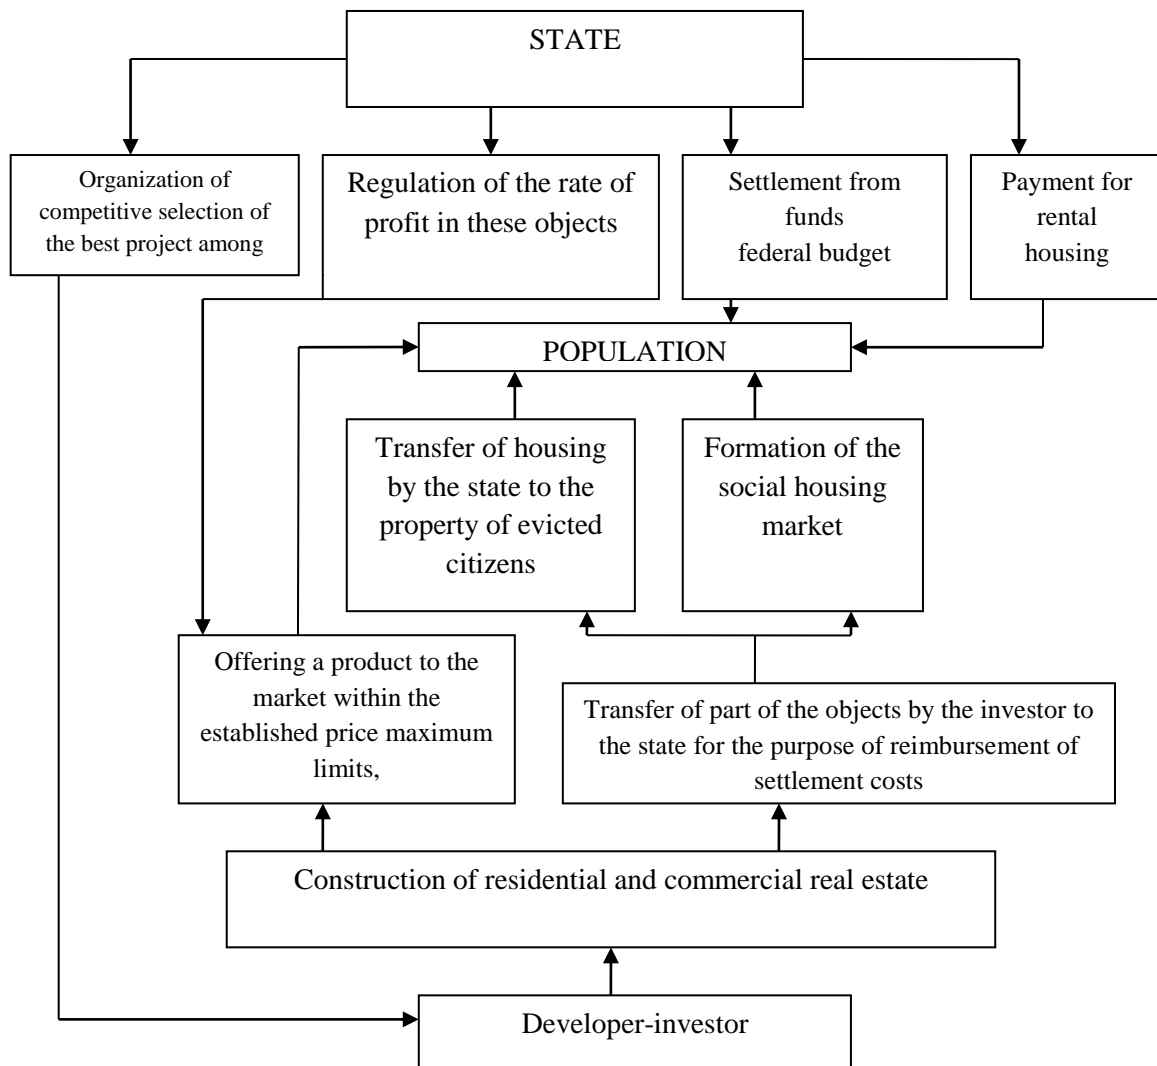 STATE
Organization of
competitive selection of
the best project among
Regulation of the rate of
profit in these objects
Settlement from
funds
federal budget
Payment for
rental
housing
POPULATION
Transfer of housing
by the state to the
property of evicted
citizens
Formation of the
social housing
market
Offering a product to the
market within the
established price maximum
limits,
Transfer of part of the objects by the investor to
the state for the purpose of reimbursement of
settlement costs
Construction of residential and commercial real estate
Developer-investor